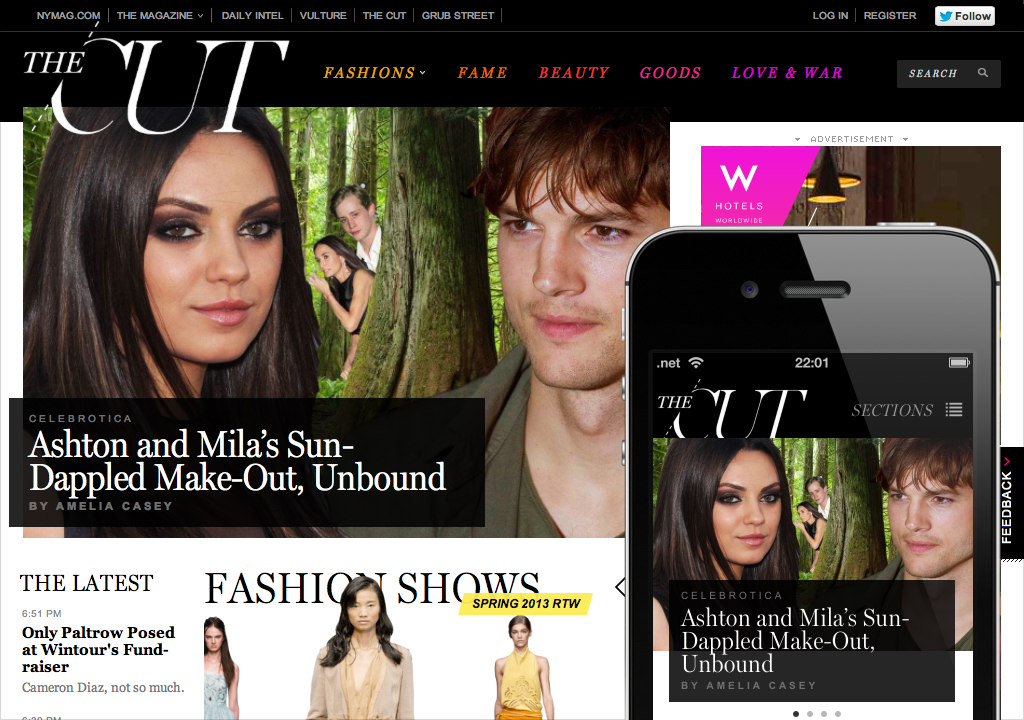 NYMAG.COM THE MAGAZINE DAILY INTEL VULTURE THE CUT GRUB STREET LOG IN REGISTER Follow
THE CUT FASHIONS FAME BEAUTY GOODS LOVE & WAR SEARCH
ADVERTISEMENT
W
HOTELS
WORLDWIDE
CELEBROTICA
Ashton and Mila's Sun-
Dappled Make-Out, Unbound
BY AMELIA CASEY
THE LATEST
6:51 PM
Only Paltrow Posed
at Wintour's Fund-
raiser
Cameron Diaz, not so much.
FASHION SHOWS
SPRING 2013 RTW
.net 22:01
THE CUT SECTIONS
CELEBROTICA
Ashton and Mila's Sun-
Dappled Make-Out,
Unbound
BY AMELIA CASEY
FEEDBACK